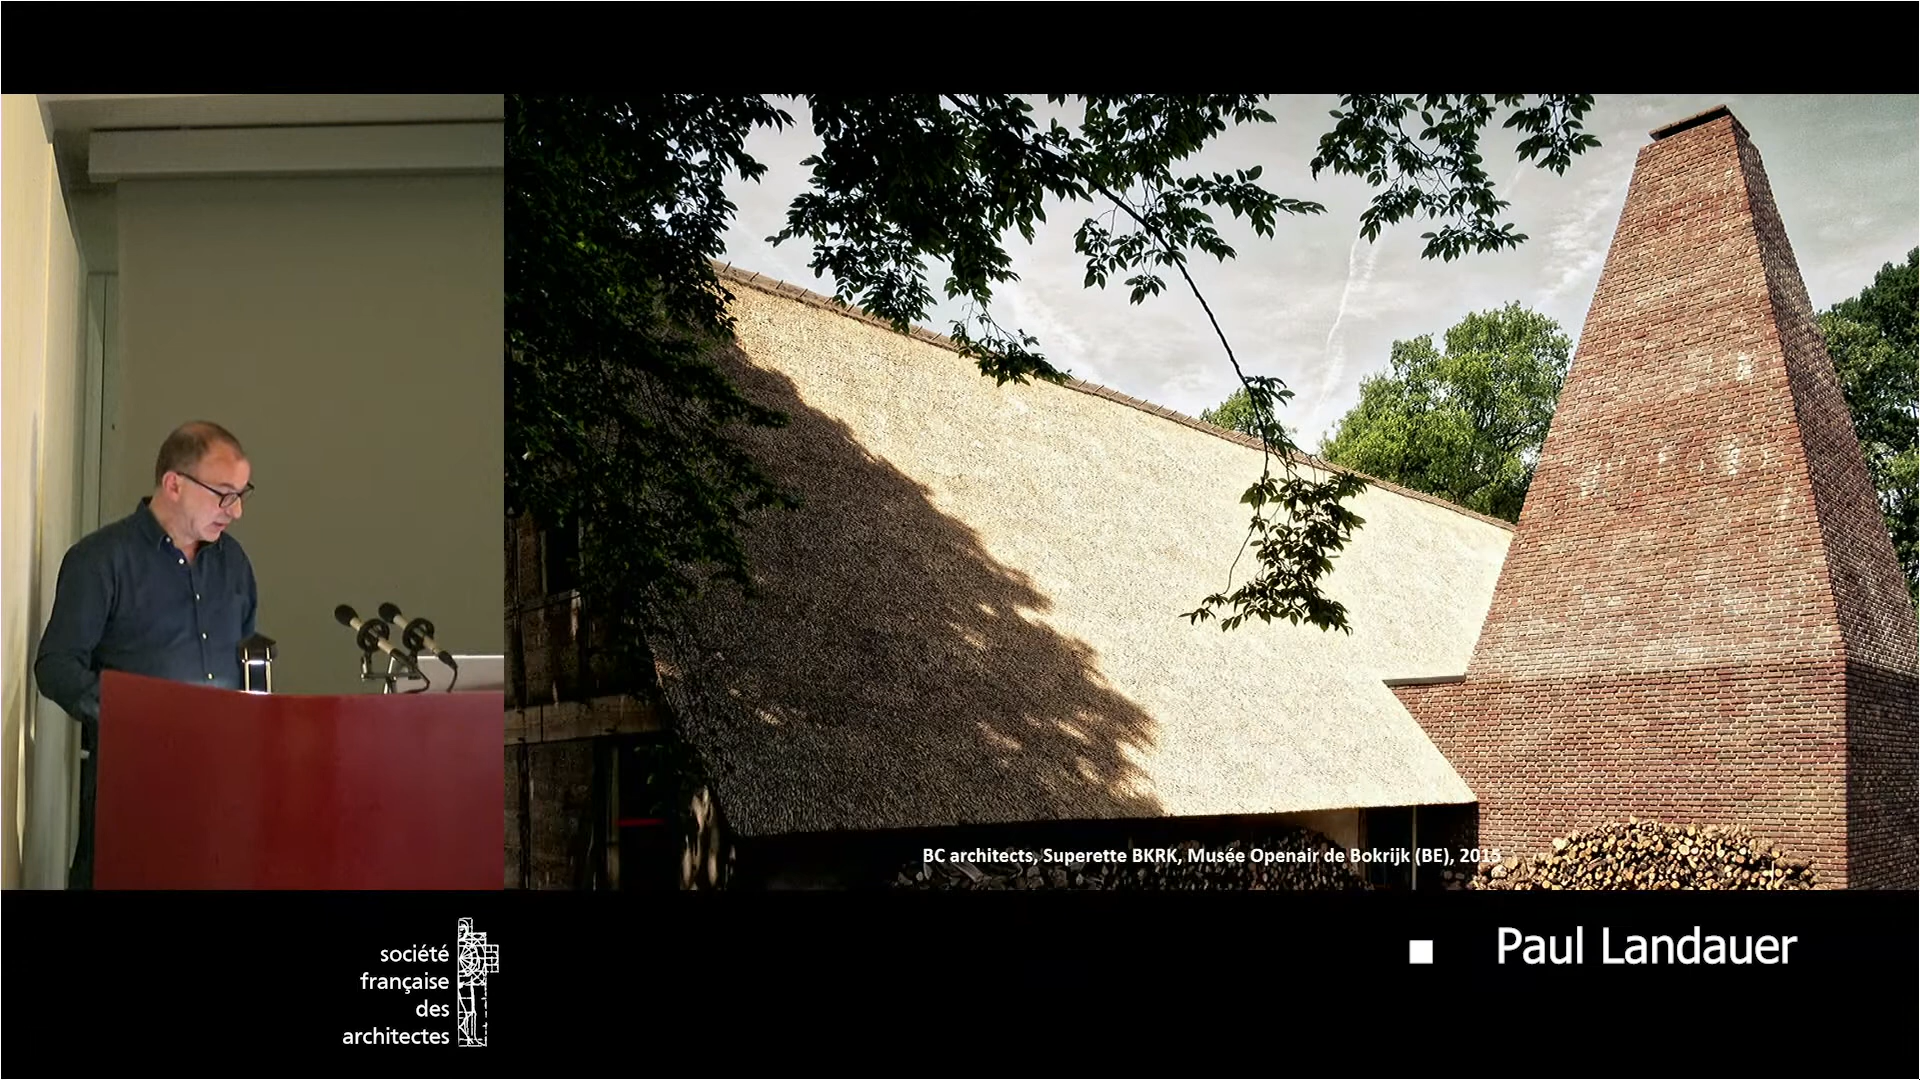 BC architects, Superette BKRK, Musée Openair de Bokrijk (BE), 2015
Paul Landauer
société
française
des
architectes